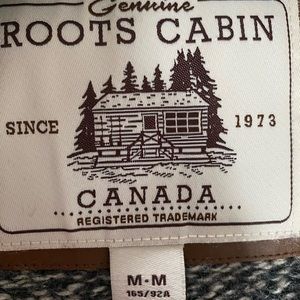 Genuine
ROOTS CABIN
SINCE 1973
CANADA
REGISTERED TRADEMARK
M-M
165/92A